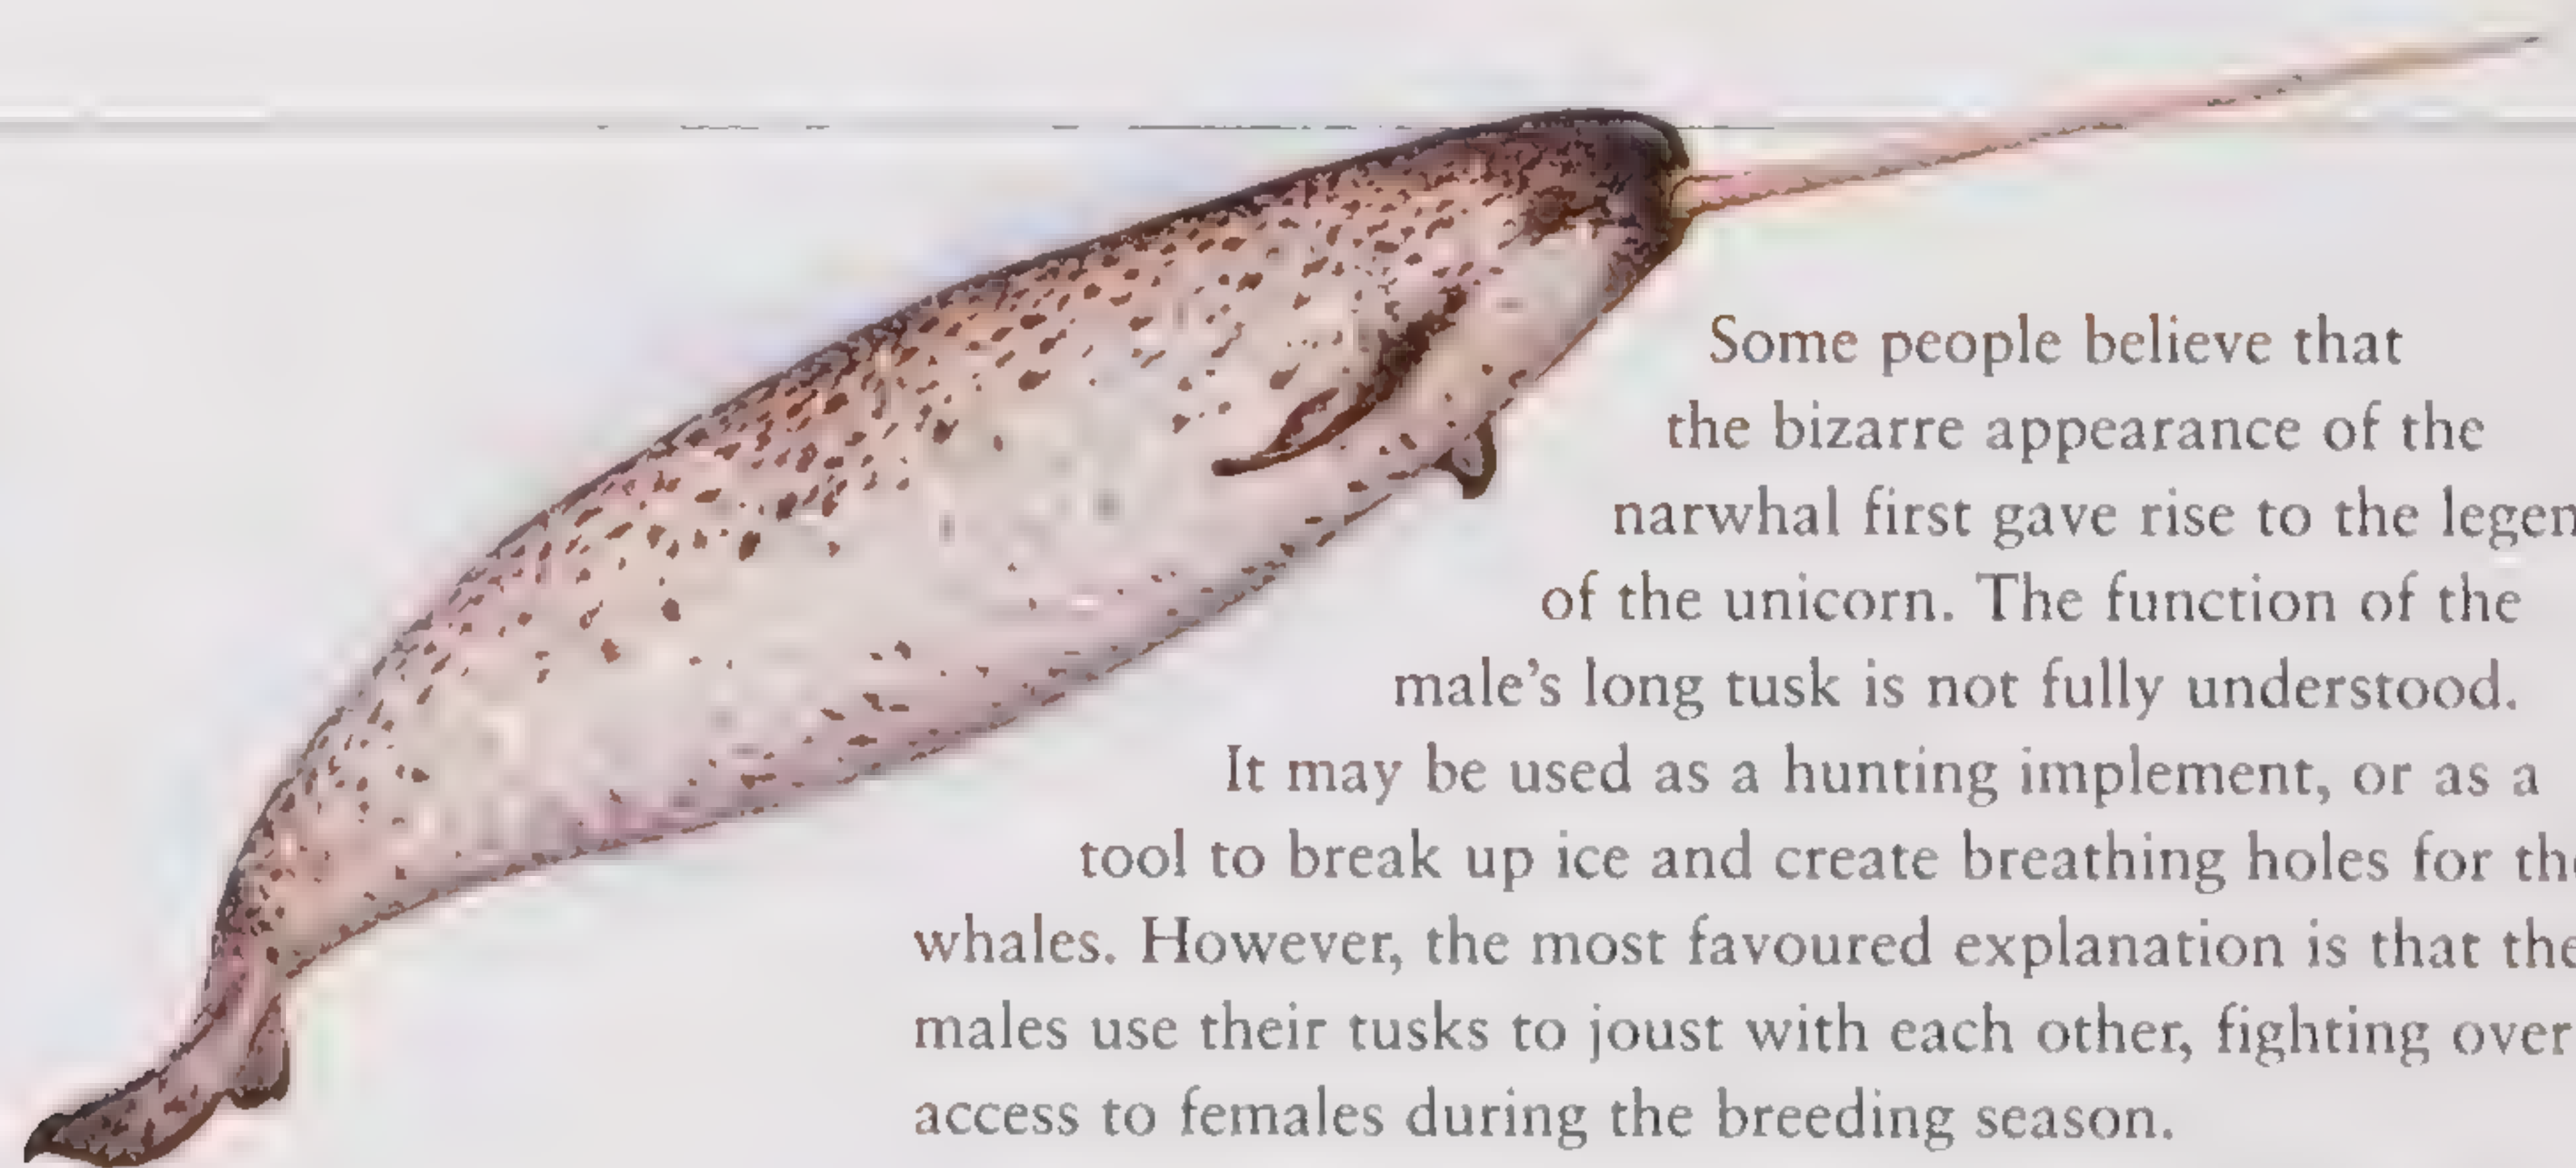 Some people believe that
the bizarre appearance of the
narwhal first gave rise to the legen
of the unicorn. The function of the
male’s long tusk is not fully understood.
It may be used as a hunting implement, or as a
tool to break up ice and create breathing holes for the
whales. However, the most favoured explanation is that the
males use their tusks to joust with each other, fighting over
access to females during the breeding season.